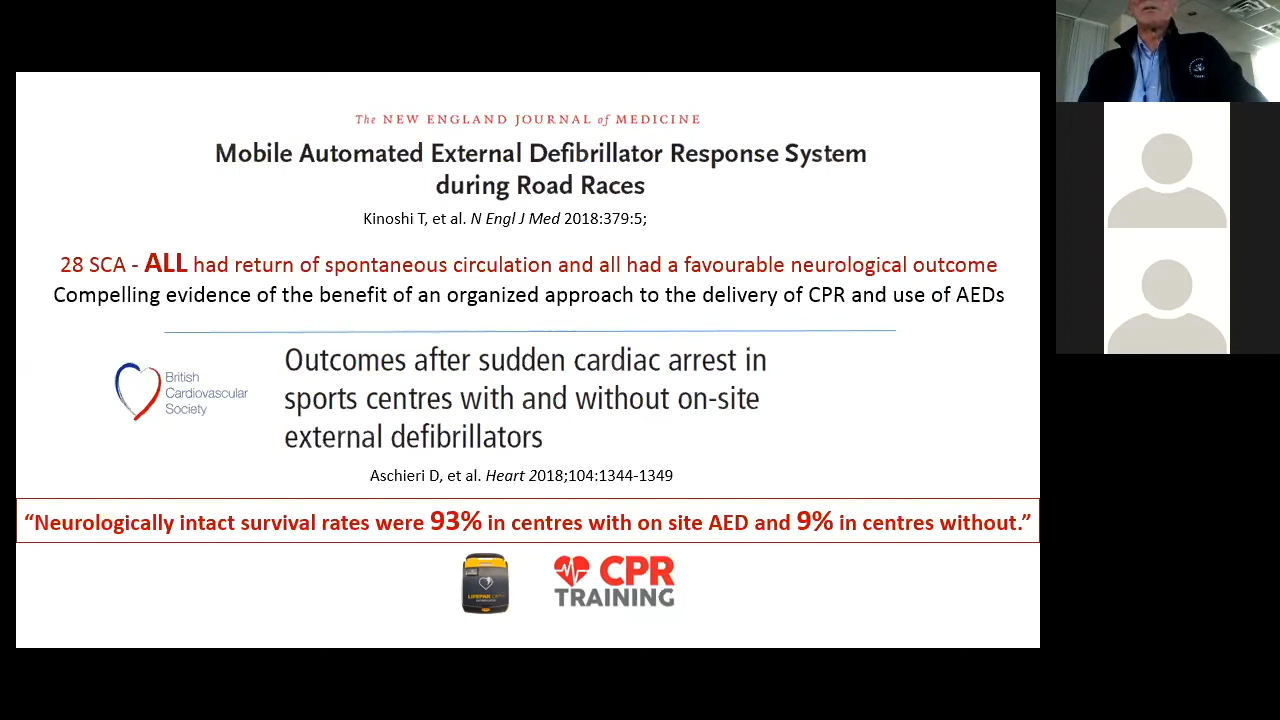 The NEW ENGLAND JOURNAL of MEDICINE
Mobile Automated External Defibrillator Response System
during Road Races
Kinoshi T, et al. N Engl J Med 2018:379:5;
28 SCA - ALL had return of spontaneous circulation and all had a favourable neurological outcome
Compelling evidence of the benefit of an organized approach to the delivery of CPR and use of AEDs
British
Cardiovascular
Society
Outcomes after sudden cardiac arrest in
sports centres with and without on-site
external defibrillators
Aschieri D, et al. Heart 2018;104:1344-1349
“Neurologically intact survival rates were 93% in centres with on site AED and 9% in centres without.”
CPR
TRAINING